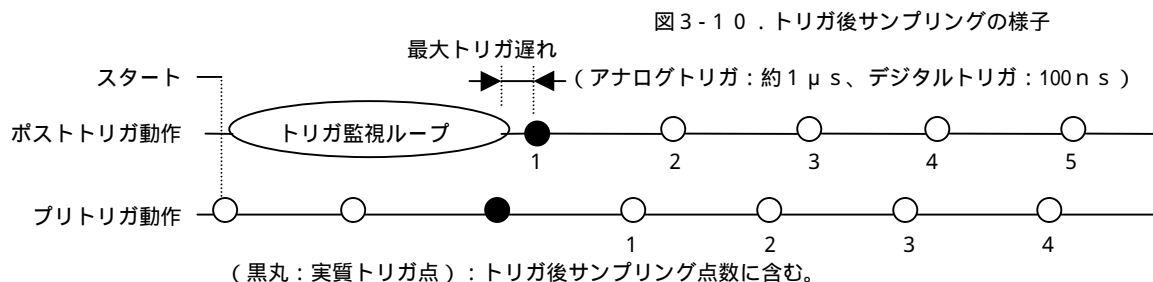 図3-10．トリガ後サンプリングの様子
最大トリガ遅れ
スタート
（アナログトリガ：約1μs、デジタルトリガ：100ns）
ポストトリガ動作
トリガ監視ループ
1 2 3 4 5
プリトリガ動作
1 2 3 4
（黒丸：実質トリガ点）：トリガ後サンプリング点数に含む。